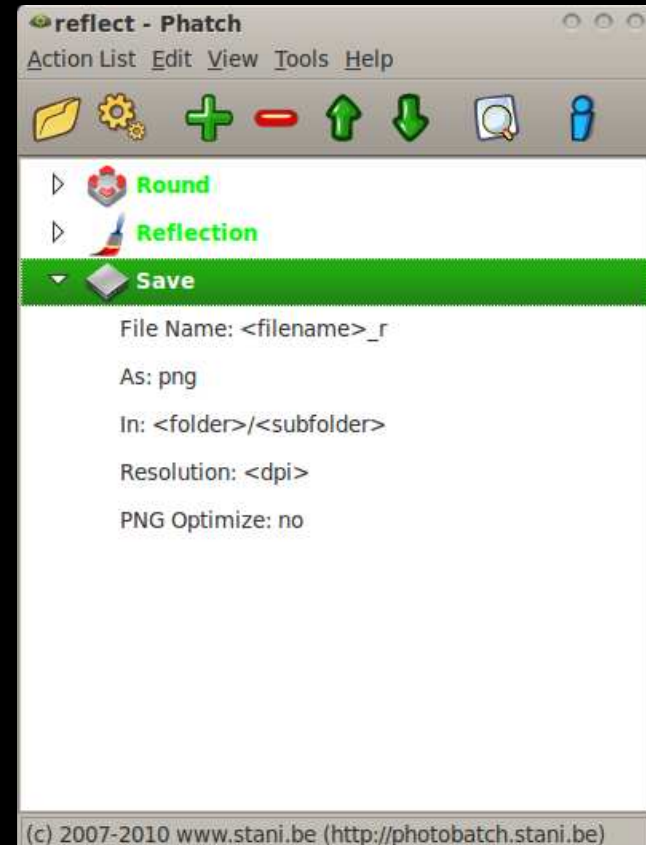 reflect - Phatch
Action List Edit View Tools Help
Round
Reflection
Save
File Name: <filename>_r
As: png
In: <folder>/<subfolder>
Resolution: <dpi>
PNG Optimize: no
(c) 2007-2010 www.stani.be (http://photobatch.stani.be)